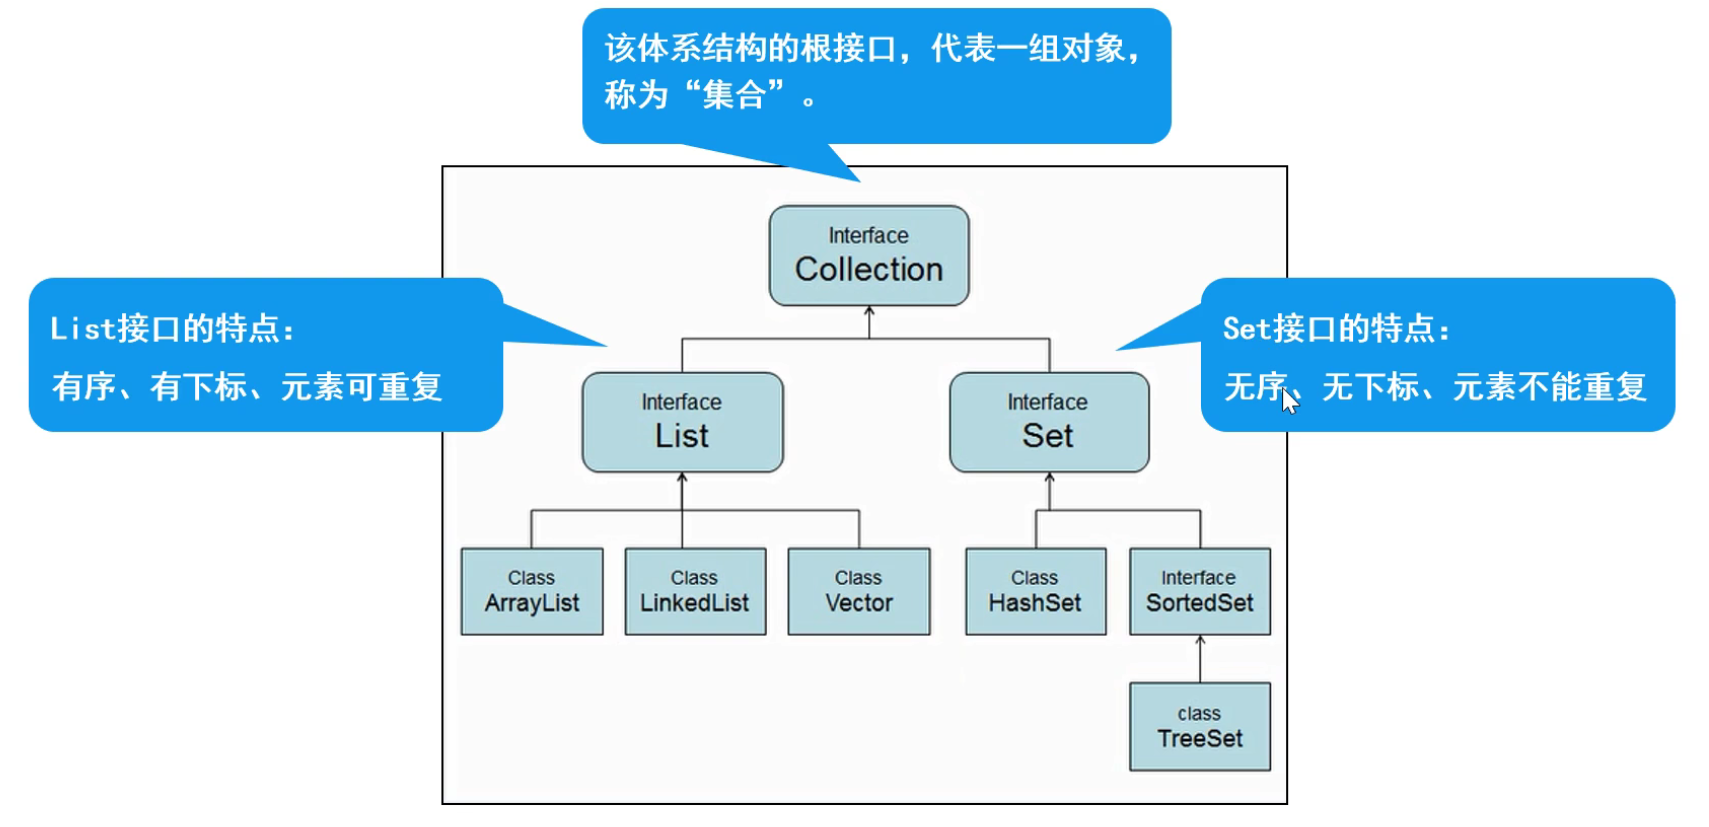 该体系结构的根接口，代表一组对象，
称为“集合”。
Interface
Collection
List接口的特点：
有序、有下标、元素可重复
Set接口的特点：
无序、无下标、元素不能重复
Interface
List
Interface
Set
Class
ArrayList
Class
LinkedList
Class
Vector
Class
HashSet
Interface
SortedSet
class
TreeSet